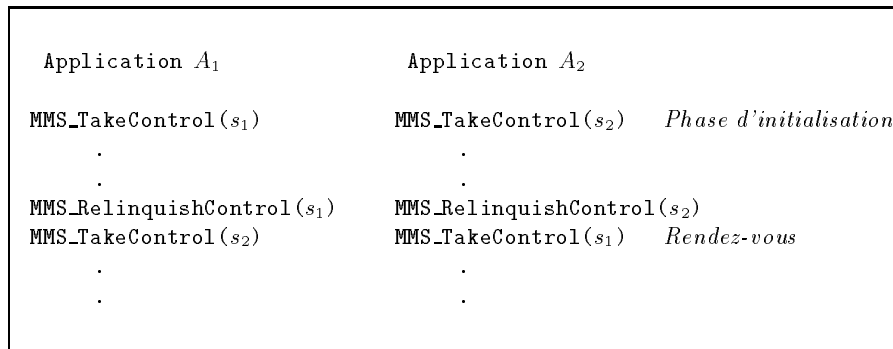 Application A₁ Application A₂
MMS_TakeControl(s₁) MMS_TakeControl(s₂) Phase d'initialisation
. .
. .
MMS_RelinquishControl(s₁) MMS_RelinquishControl(s₂)
MMS_TakeControl(s₂) MMS_TakeControl(s₁) Rendez-vous
. .
. .